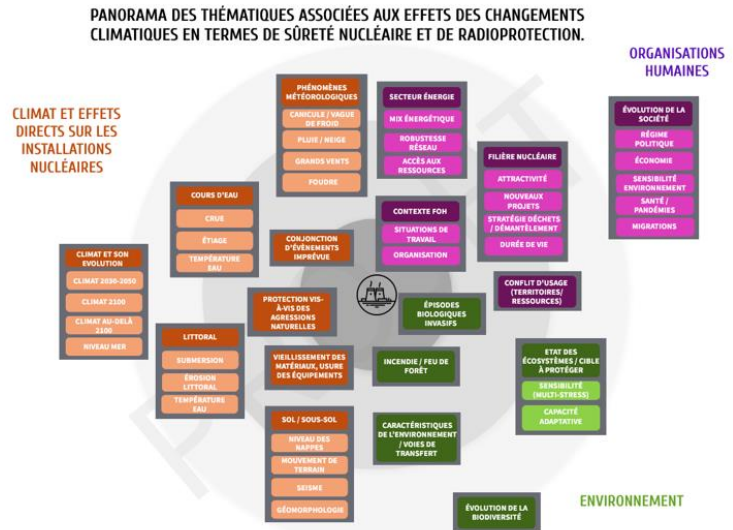 PANORAMA DES THÉMATIQUES ASSOCIÉES AUX EFFETS DES CHANGEMENTS
CLIMATIQUES EN TERMES DE SÛRETÉ NUCLÉAIRE ET DE RADIOPROTECTION.
ORGANISATIONS
HUMAINES
CLIMAT ET EFFETS
DIRECTS SUR LES
INSTALLATIONS
NUCLÉAIRES
PHÉNOMÈNES
MÉTÉOROLOGIQUES
CANICULE / VAGUE
DE FROID
PLUIE / NEIGE
GRANDS VENTS
FOUDRE
SECTEUR ÉNERGIE
MIX ÉNERGÉTIQUE
ROBUSTESSE
RÉSEAU
ACCÈS AUX
RESSOURCES
FILIÈRE NUCLÉAIRE
ATTRACTIVITÉ
NOUVEAUX
PROJETS
STRATÉGIE DÉCHETS
/ DÉMANTÈLEMENT
DURÉE DE VIE
ÉVOLUTION DE LA
SOCIÉTÉ
RÉGIME
POLITIQUE
ÉCONOMIE
SENSIBILITÉ
ENVIRONNEMENT
SANTÉ /
PANDÉMIES
MIGRATIONS
COURS D'EAU
CRUE
ÉTIAGE
TEMPÉRATURE
EAU
CONTEXTE FOH
SITUATIONS DE
TRAVAIL
ORGANISATION
CONJONCTION
D'ÉVÈNEMENTS
IMPRÉVUE
CLIMAT ET SON
EVOLUTION
CLIMAT 2030-2050
CLIMAT 2100
CLIMAT AU-DELÀ
2100
NIVEAU MER
PROTECTION VIS-
À-VIS DES
AGRESSIONS
NATURELLES
ÉPISODES
BIOLOGIQUES
INVASIFS
CONFLIT D'USAGE
(TERRITOIRES/
RESSOURCES)
LITTORAL
SUBMERSION
ÉROSION
LITTORAL
TEMPÉRATURE
EAU
VIEILLISSEMENT DES
MATÉRIAUX, USURE
DES ÉQUIPEMENTS
INCENDIE / FEU DE
FORÊT
ETAT DES
ÉCOSYSTÈMES / CIBLE
À PROTÉGER
SENSIBILITÉ
(MULTI-STRESS)
CAPACITÉ
ADAPTATIVE
SOL / SOUS-SOL
NIVEAU DES
NAPPES
MOUVEMENT DE
TERRAIN
SEISME
GÉOMORPHOLOGIE
CARACTÉRISTIQUES
DE L'ENVIRONNEMENT
/ VOIES DE
TRANSFERT
ÉVOLUTION DE LA
BIODIVERSITÉ
ENVIRONNEMENT